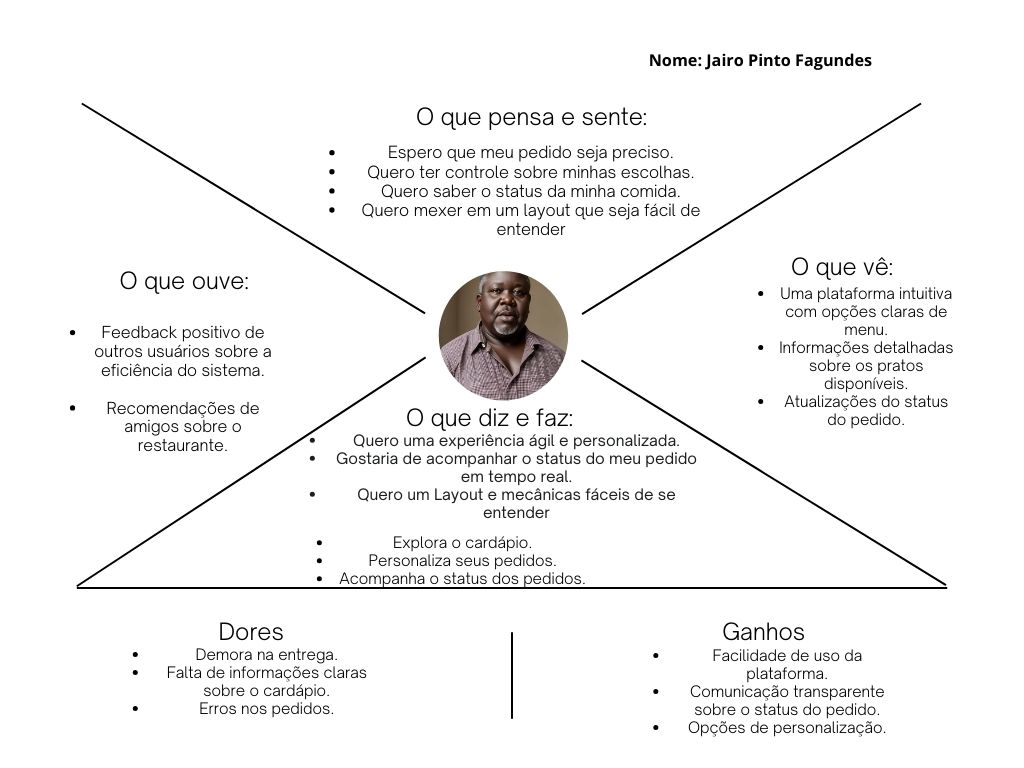 Nome: Jairo Pinto Fagundes
O que pensa e sente:
• Espero que meu pedido seja preciso.
• Quero ter controle sobre minhas escolhas.
• Quero saber o status da minha comida.
• Quero mexer em um layout que seja fácil de
entender
O que ouve:
• Feedback positivo de
outros usuários sobre a
eficiência do sistema.
• Recomendações de
amigos sobre o
restaurante.
O que vê:
• Uma plataforma intuitiva
com opções claras de
menu.
• Informações detalhadas
sobre os pratos
disponíveis.
• Atualizações do status
do pedido.
O que diz e faz:
• Quero uma experiência ágil e personalizada.
• Gostaria de acompanhar o status do meu pedido
em tempo real.
• Quero um Layout e mecânicas fáceis de se
entender
• Explora o cardápio.
• Personaliza seus pedidos.
• Acompanha o status dos pedidos.
Dores
• Demora na entrega.
• Falta de informações claras
sobre o cardápio.
• Erros nos pedidos.
Ganhos
• Facilidade de uso da
plataforma.
• Comunicação transparente
sobre o status do pedido.
• Opções de personalização.